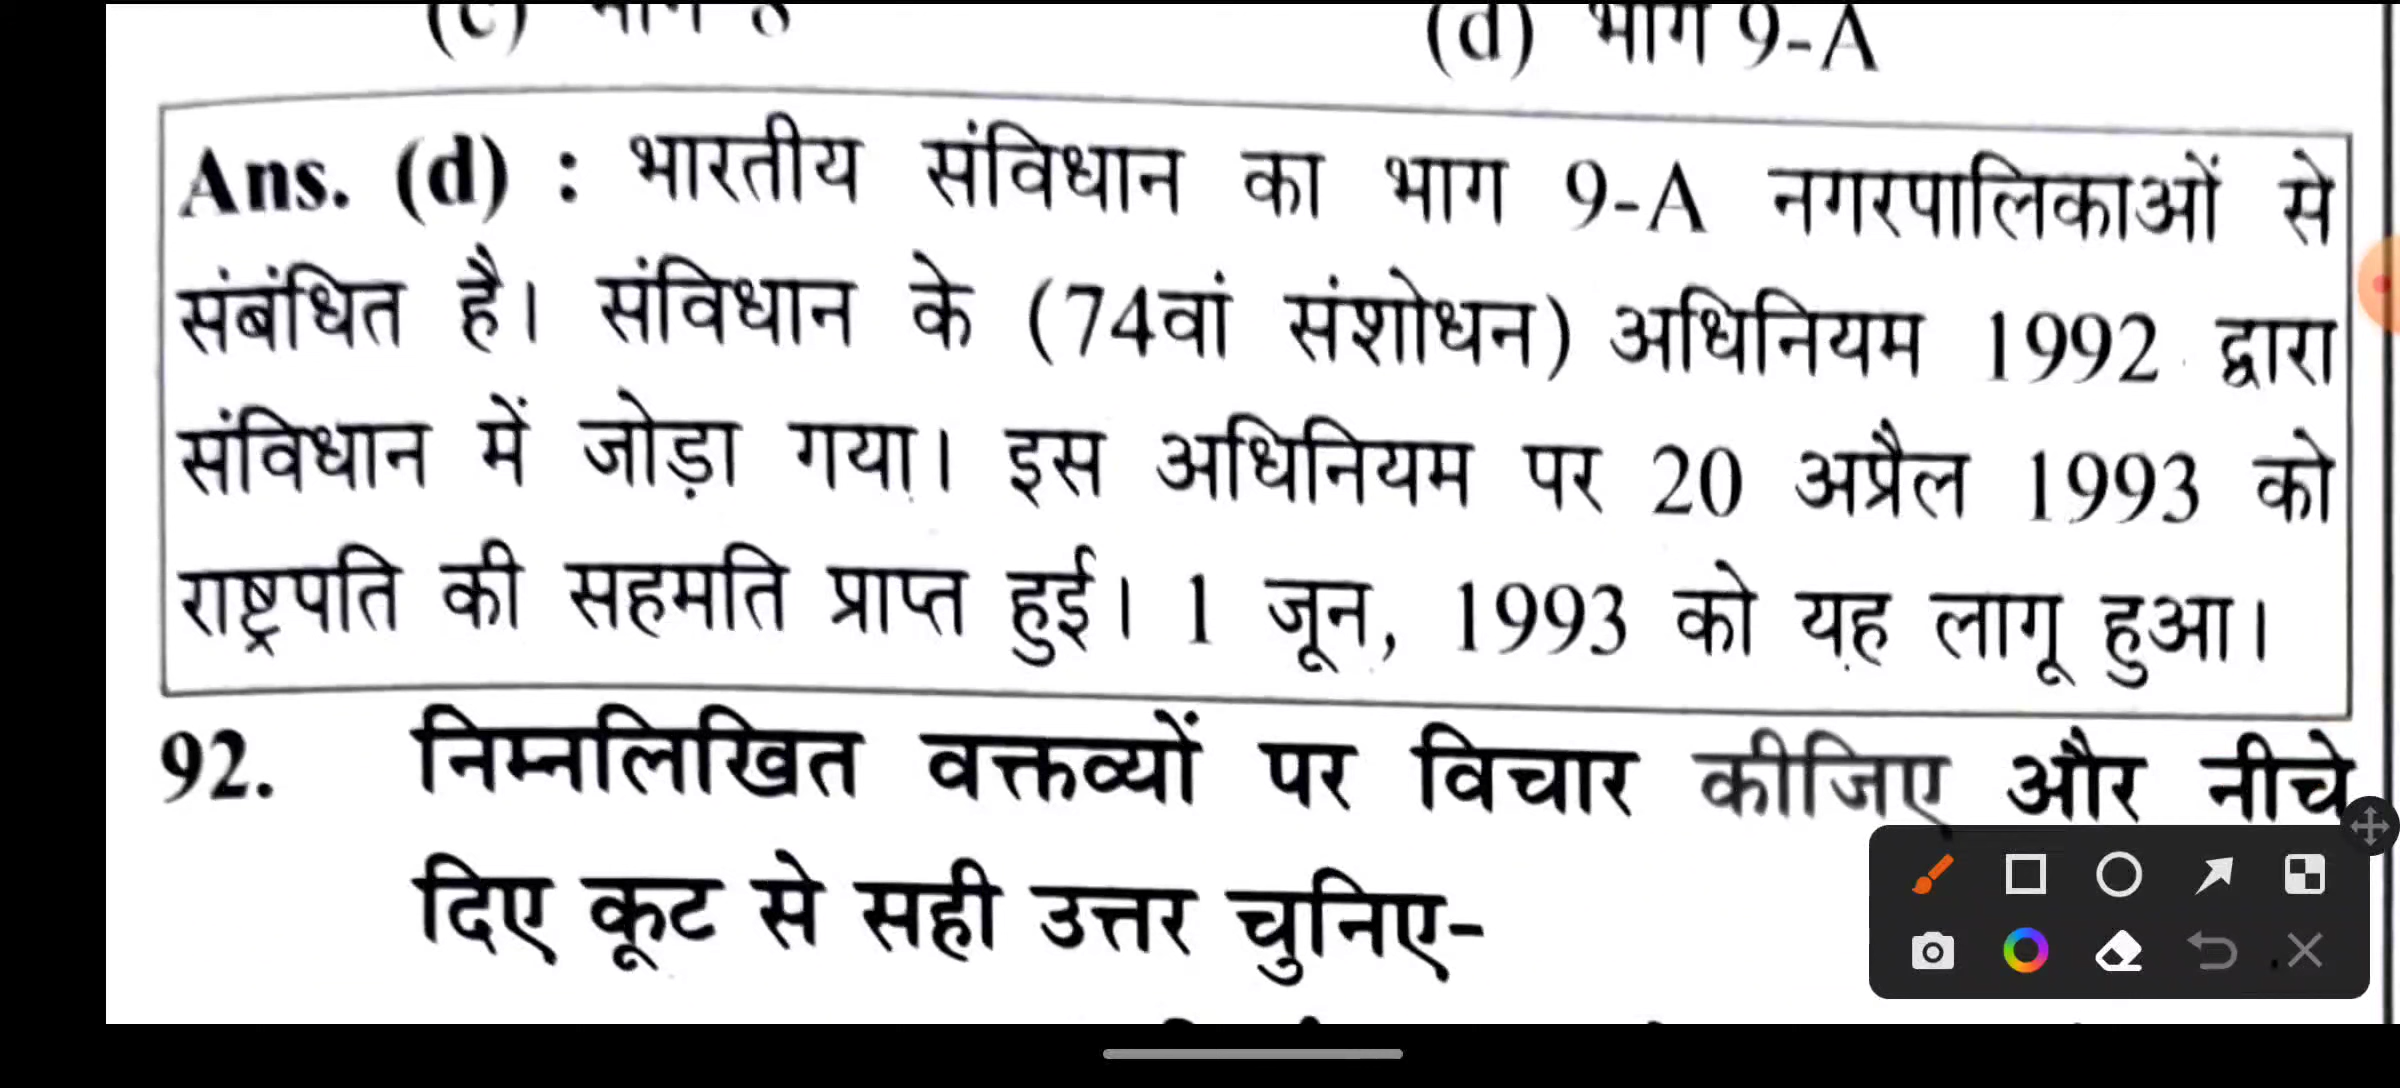 (c) भाग 8
(d) भाग 9-A
Ans. (d) : भारतीय संविधान का भाग 9-A नगरपालिकाओं से
संबंधित है। संविधान के (74वां संशोधन) अधिनियम 1992 द्वारा
संविधान में जोड़ा गया। इस अधिनियम पर 20 अप्रैल 1993 को
राष्ट्रपति की सहमति प्राप्त हुई। 1 जून, 1993 को यह लागू हुआ।
92. निम्नलिखित वक्तव्यों पर विचार कीजिए और नीचे
दिए कूट से सही उत्तर चुनिए-